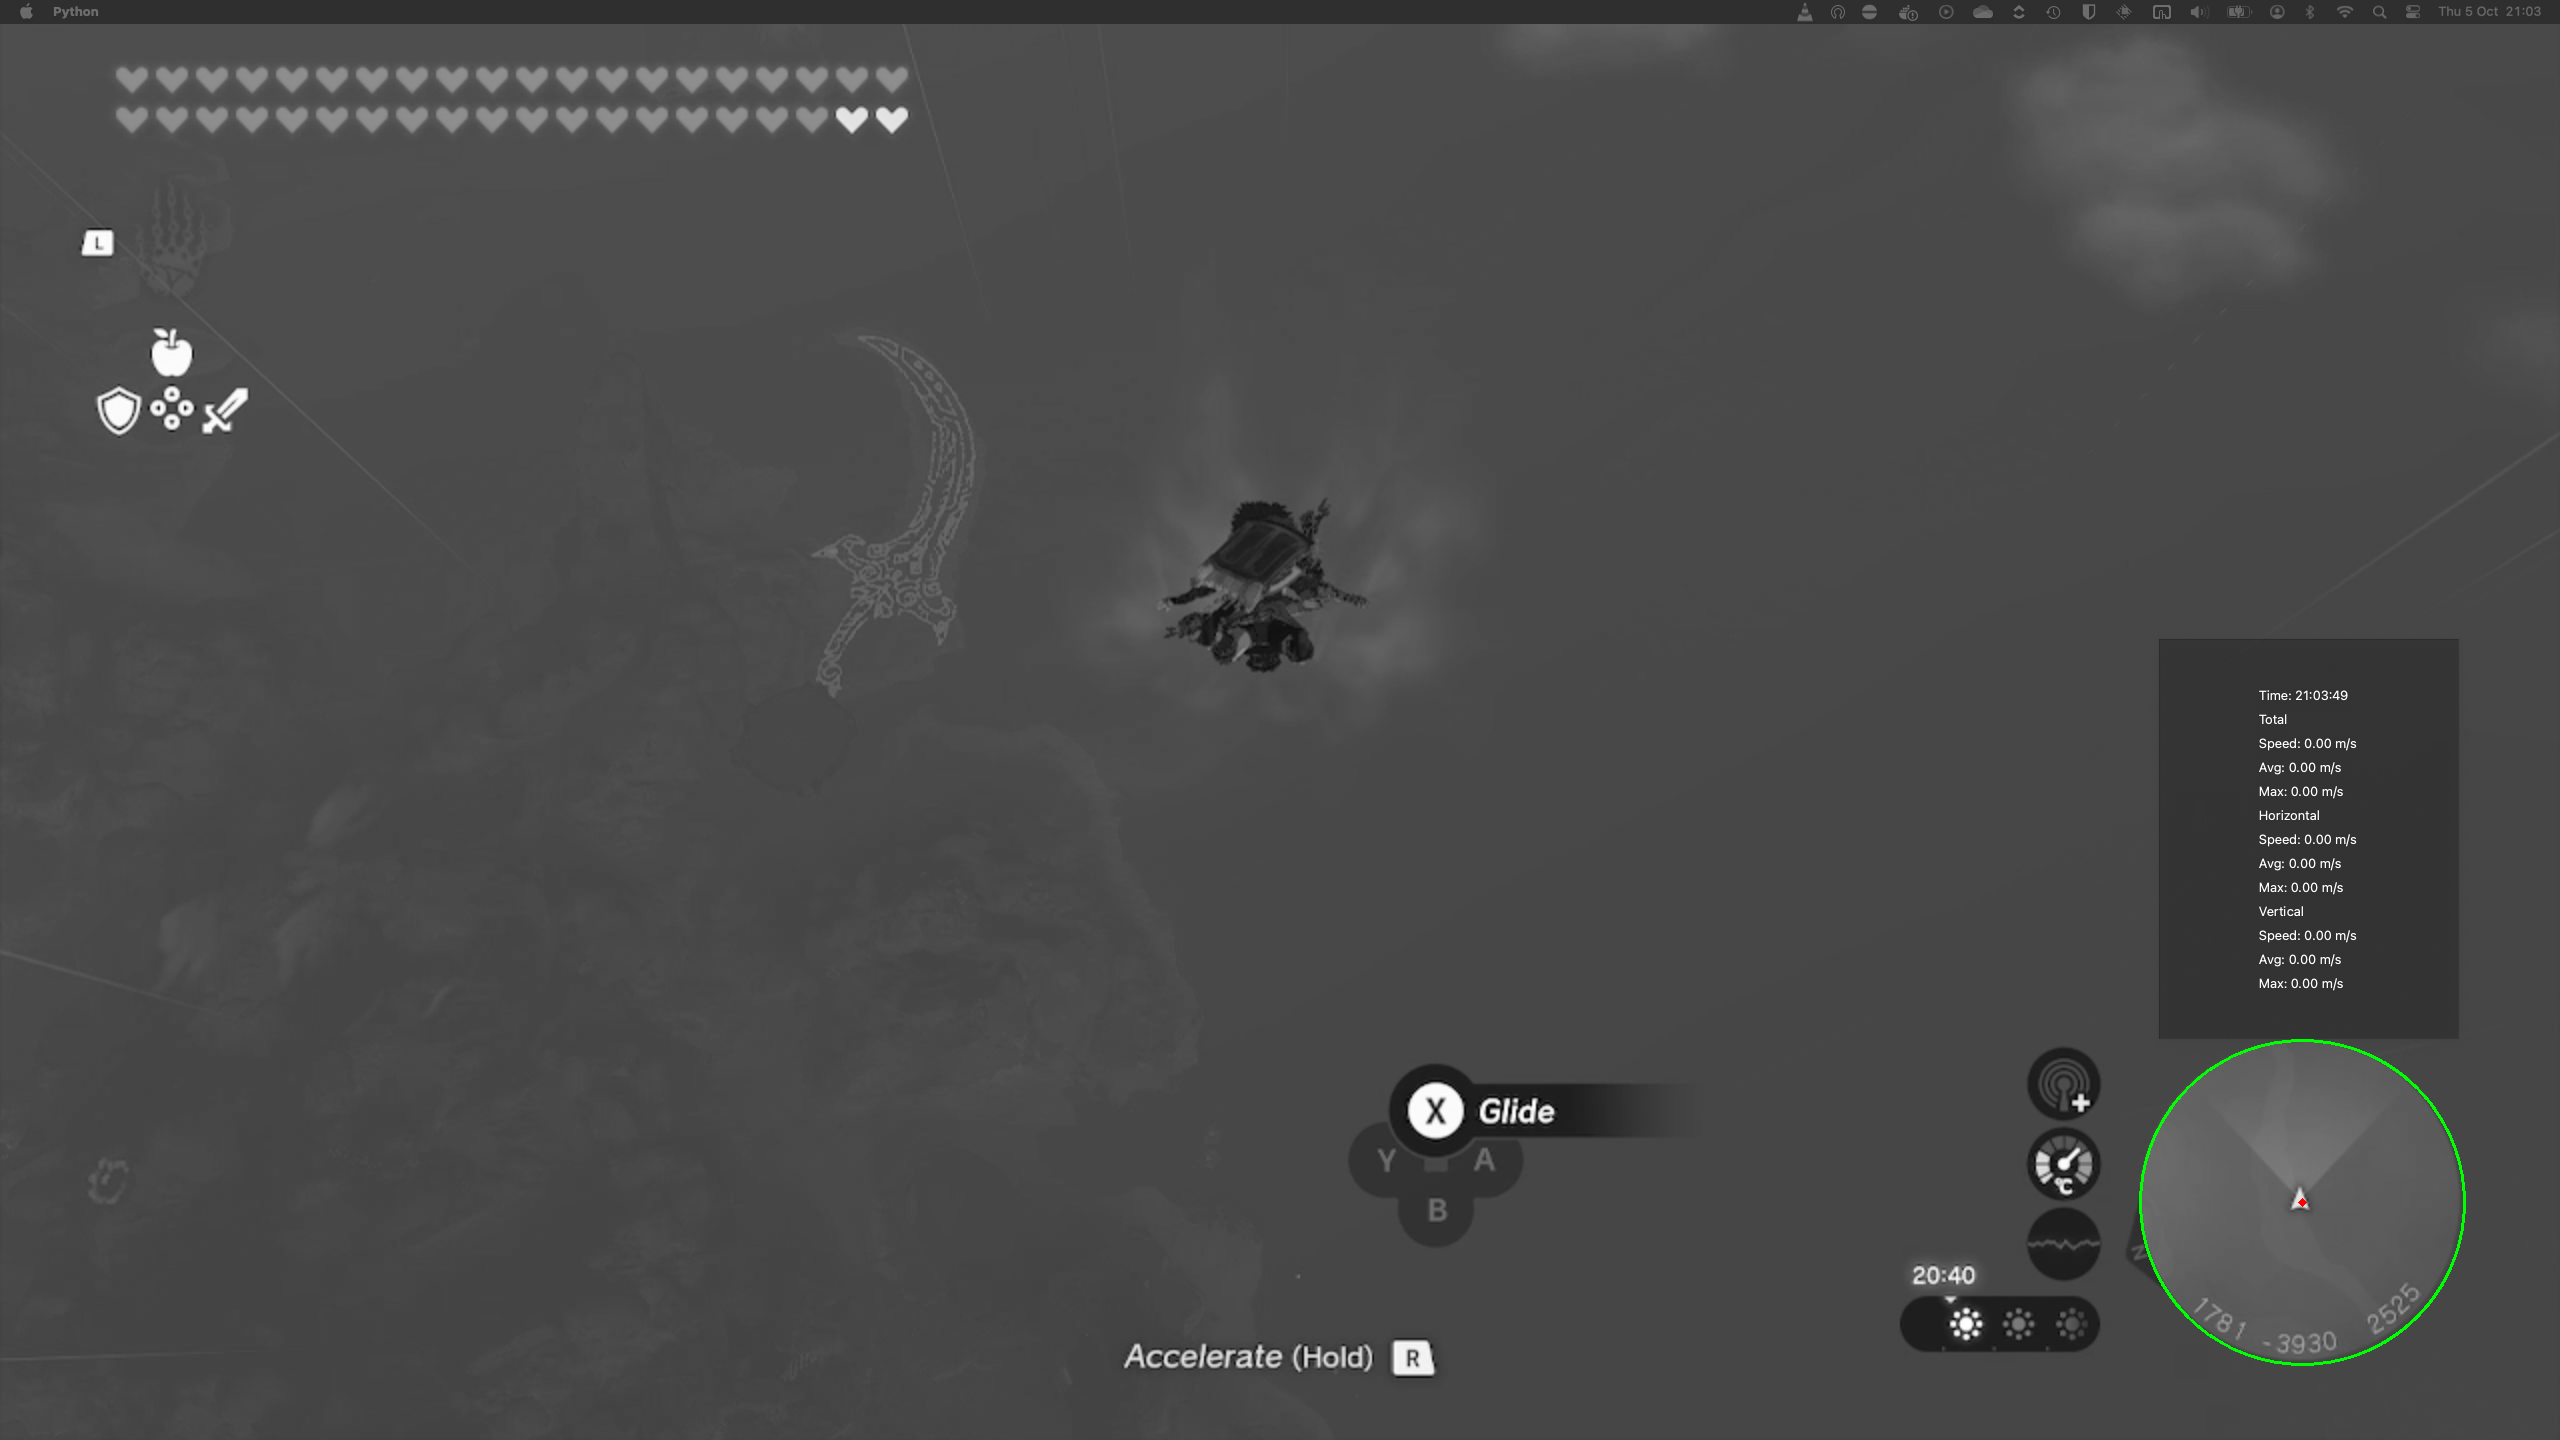 Python
Thu 5 Oct 21:03
L
Time: 21:03:49
Total
Speed: 0.00 m/s
Avg: 0.00 m/s
Max: 0.00 m/s
Horizontal
Speed: 0.00 m/s
Avg: 0.00 m/s
Max: 0.00 m/s
Vertical
Speed: 0.00 m/s
Avg: 0.00 m/s
Max: 0.00 m/s
X Glide
Y A
B
°C
N
20:40
1781 -3930 2525
Accelerate (Hold) R